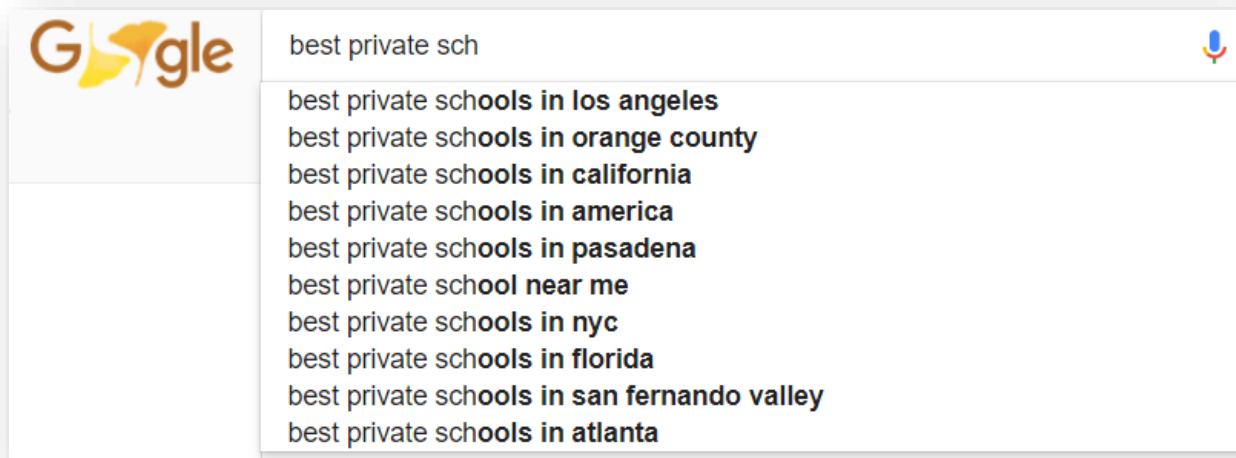 Google
best private sch
best private schools in los angeles
best private schools in orange county
best private schools in california
best private schools in america
best private schools in pasadena
best private school near me
best private schools in nyc
best private schools in florida
best private schools in san fernando valley
best private schools in atlanta